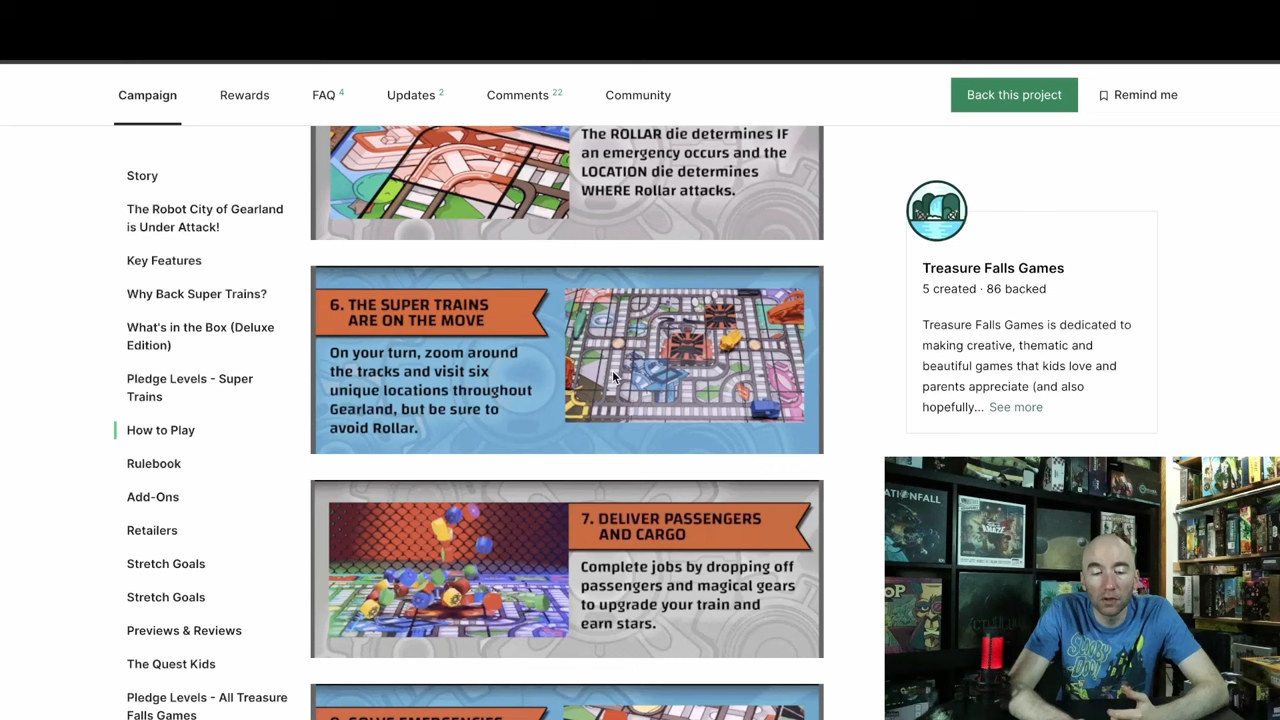 Campaign
Rewards
FAQ 4
Updates 2
Comments 22
Community
Back this project
Remind me
Story
The Robot City of Gearland
is Under Attack!
Key Features
Why Back Super Trains?
What's in the Box (Deluxe
Edition)
Pledge Levels - Super
Trains
How to Play
Rulebook
Add-Ons
Retailers
Stretch Goals
Stretch Goals
Previews & Reviews
The Quest Kids
Pledge Levels - All Treasure
Falls Games
The ROLLAR die determines IF
an emergency occurs and the
LOCATION die determines
WHERE Rollar attacks.
6. THE SUPER TRAINS
ARE ON THE MOVE
On your turn, zoom around
the tracks and visit six
unique locations throughout
Gearland, but be sure to
avoid Rollar.
7. DELIVER PASSENGERS
AND CARGO
Complete jobs by dropping off
passengers and magical gears
to upgrade your train and
earn stars.
Treasure Falls Games
5 created · 86 backed
Treasure Falls Games is dedicated to
making creative, thematic and
beautiful games that kids love and
parents appreciate (and also
hopefully... See more